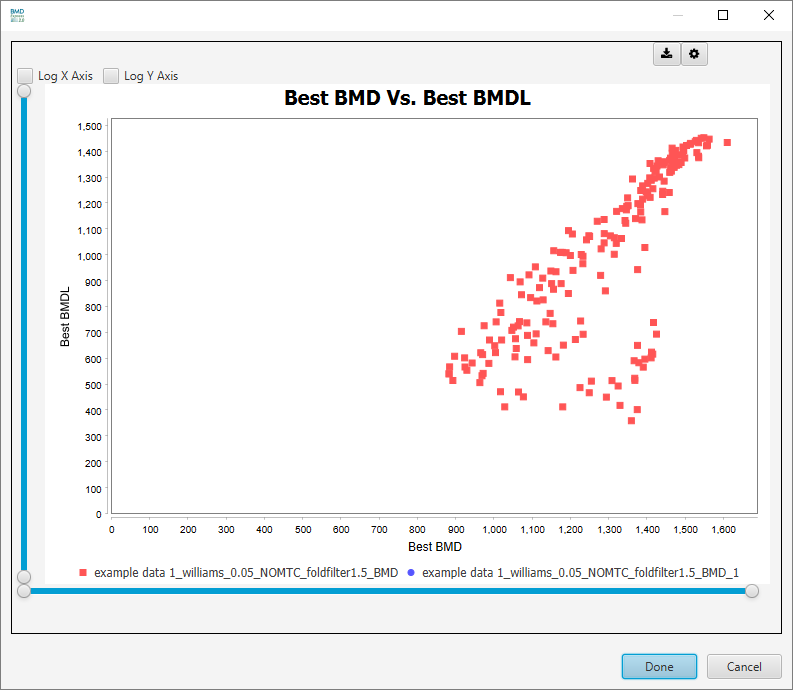 BMD
Log X Axis Log Y Axis
Best BMD Vs. Best BMDL
1,500
1,400
1,300
1,200
1,100
1,000
900
800
700
600
500
400
300
200
100
0
Best BMDL
0 100 200 300 400 500 600 700 800 900 1,000 1,100 1,200 1,300 1,400 1,500 1,600
Best BMD
example data 1_williams_0.05_NOMTC_foldfilter1.5_BMD example data 1_williams_0.05_NOMTC_foldfilter1.5_BMD_1
Done Cancel